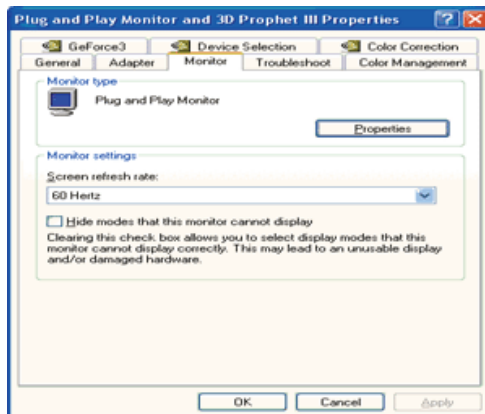 Plug and Play Monitor and 3D Prophet III Properties
GeForce3 Device Selection Color Correction
General Adapter Monitor Troubleshoot Color Management
Monitor type
Plug and Play Monitor
Properties
Monitor settings
Screen refresh rate:
60 Hertz
Hide modes that this monitor cannot display
Clearing this check box allows you to select display modes that this
monitor cannot display correctly. This may lead to an unusable display
and/or damaged hardware.
OK Cancel Apply